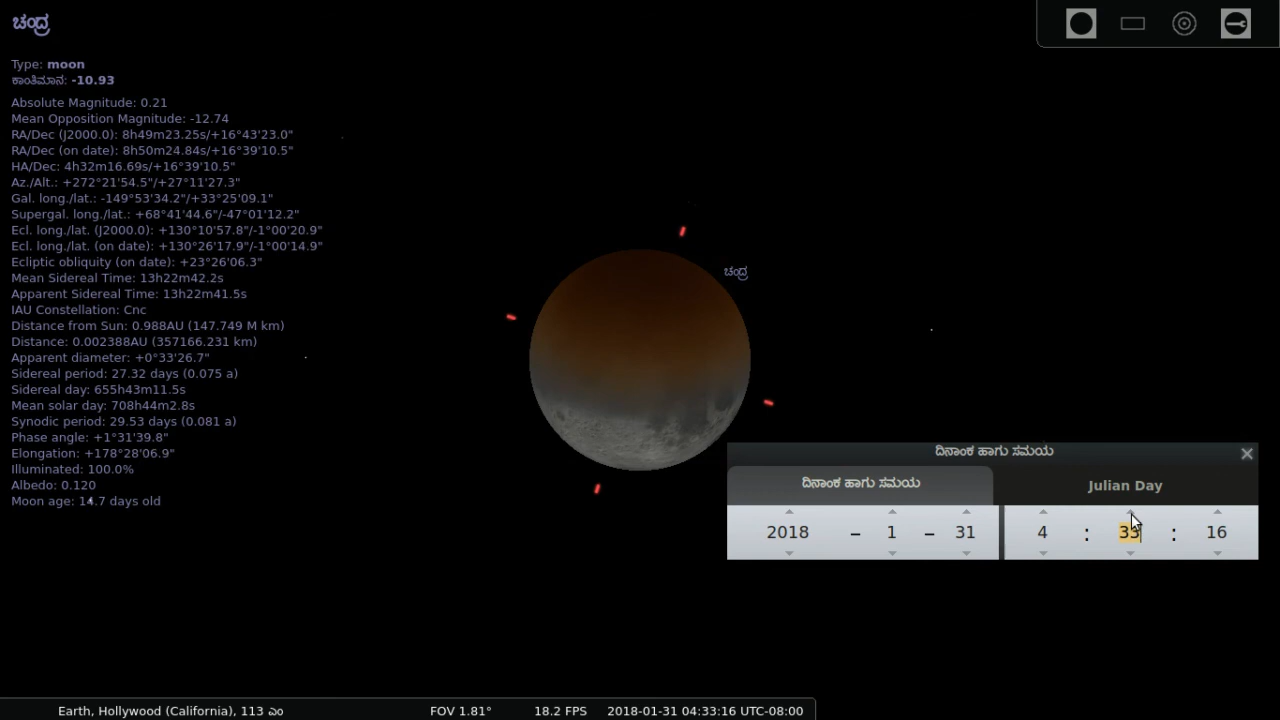 ಚಂದ್ರ
Type: moon
ಕಾಂತಿಮಾನ: -10.93
Absolute Magnitude: 0.21
Mean Opposition Magnitude: -12.74
RA/Dec (J2000.0): 8h49m23.25s/+16°43'23.0"
RA/Dec (on date): 8h50m24.84s/+16°39'10.5"
HA/Dec: 4h32m16.69s/+16°39'10.5"
Az./Alt.: +272°21'54.5"/+27°11'27.3"
Gal. long./lat.: -149°53'34.2"/+33°25'09.1"
Supergal. long./lat.: +68°41'44.6"/-47°01'12.2"
Ecl. long./lat. (J2000.0): +130°10'57.8"/-1°00'20.9"
Ecl. long./lat. (on date): +130°26'17.9"/-1°00'14.9"
Ecliptic obliquity (on date): +23°26'06.3"
Mean Sidereal Time: 13h22m42.2s
Apparent Sidereal Time: 13h22m41.5s
IAU Constellation: Cnc
Distance from Sun: 0.988AU (147.749 M km)
Distance: 0.002388AU (357166.231 km)
Apparent diameter: +0°33'26.7"
Sidereal period: 27.32 days (0.075 a)
Sidereal day: 655h43m11.5s
Mean solar day: 708h44m2.8s
Synodic period: 29.53 days (0.081 a)
Phase angle: +1°31'39.8"
Elongation: +178°28'06.9"
Illuminated: 100.0%
Albedo: 0.120
Moon age: 14.7 days old
ಚಂದ್ರ
ದಿನಾಂಕ ಹಾಗು ಸಮಯ
ದಿನಾಂಕ ಹಾಗು ಸಮಯ Julian Day
2018 – 1 – 31 4 : 33 : 16
Earth, Hollywood (California), 113 ಎಂ FOV 1.81° 18.2 FPS 2018-01-31 04:33:16 UTC-08:00